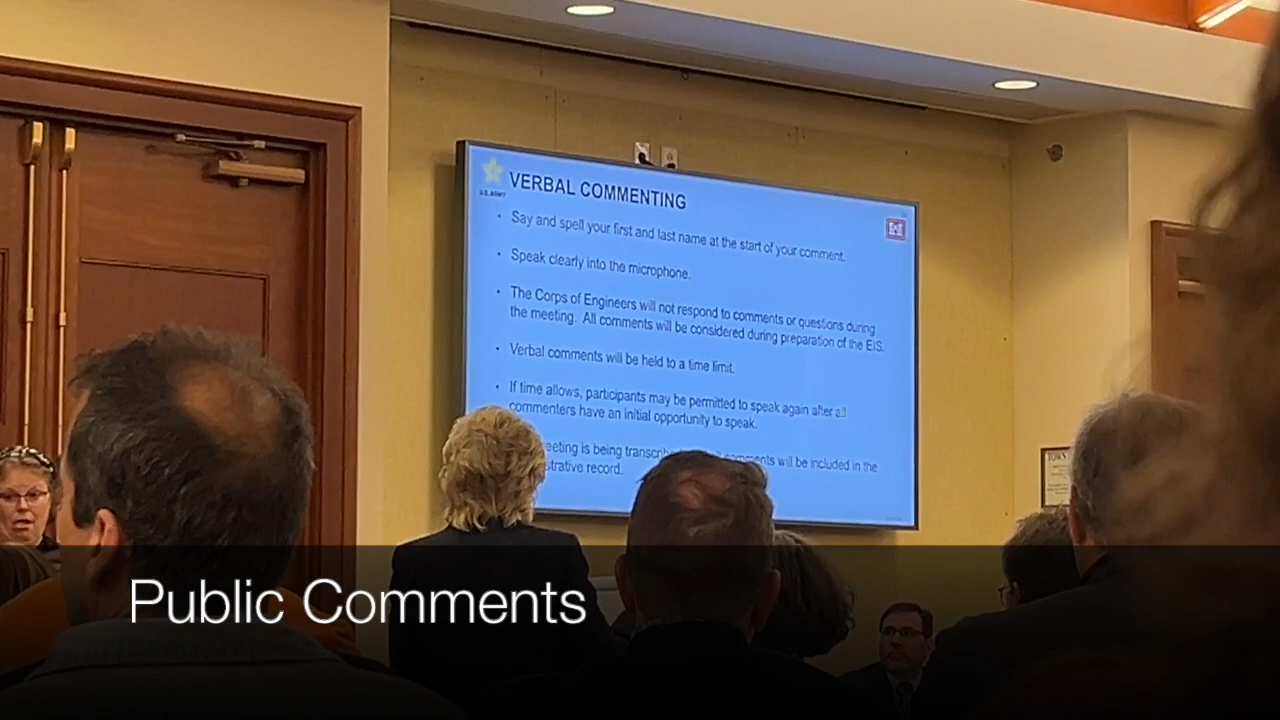 U.S. ARMY
VERBAL COMMENTING
• Say and spell your first and last name at the start of your comment.
• Speak clearly into the microphone.
• The Corps of Engineers will not respond to comments or questions during
the meeting. All comments will be considered during preparation of the EIS.
• Verbal comments will be held to a time limit.
• If time allows, participants may be permitted to speak again after all
commenters have an initial opportunity to speak.
eeting is being comments will be included in the
strative record.
TOWN
Public Comments